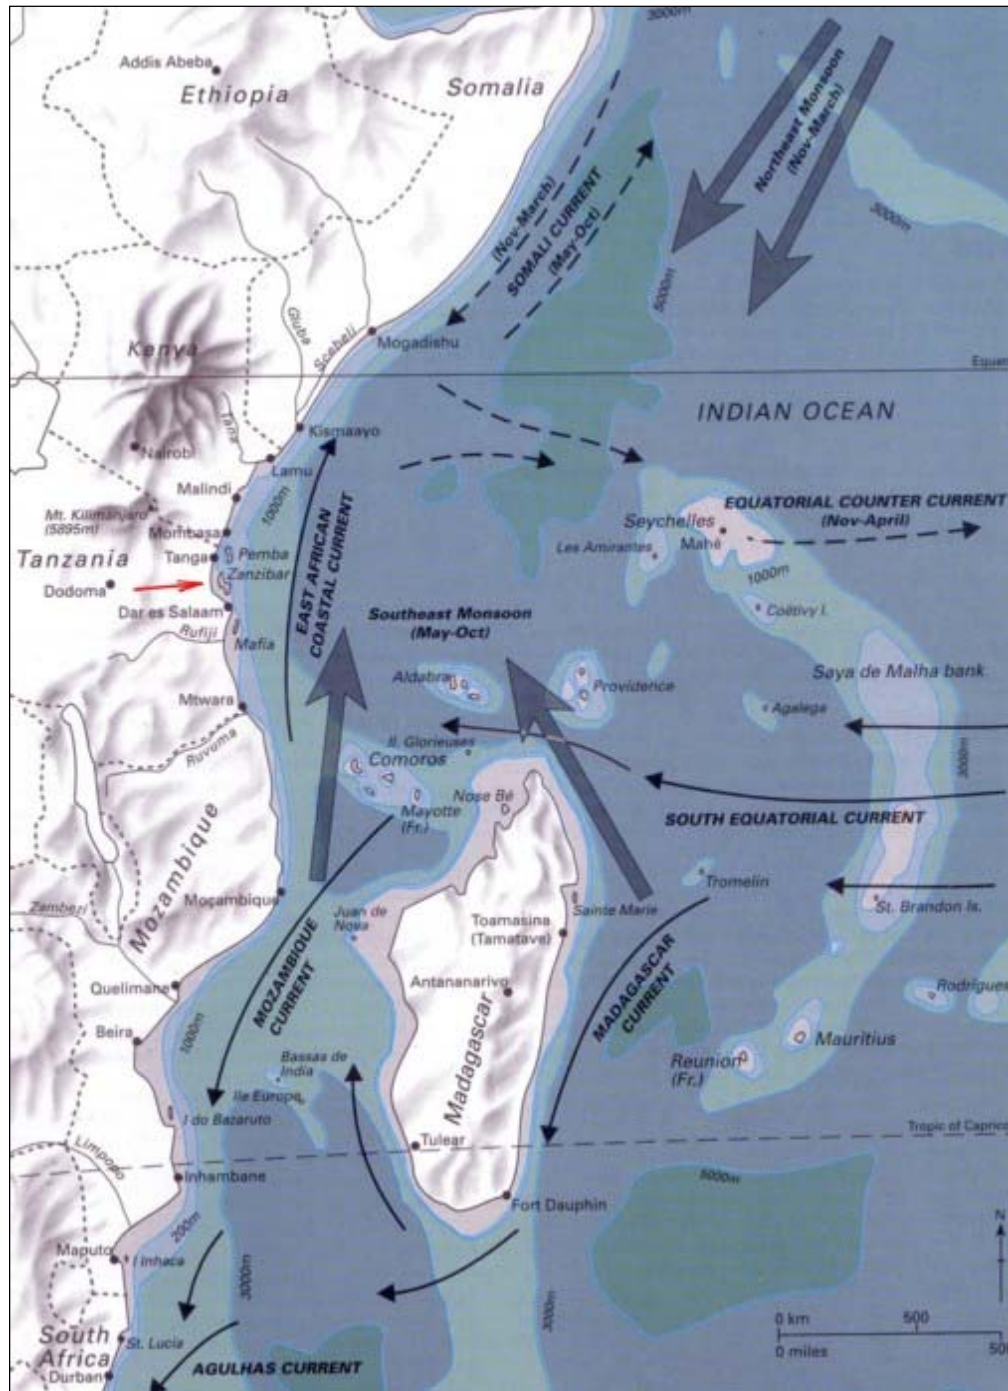 3000m
Addis Abeba
Ethiopia
Somalia
Northeast Monsoon
(Nov-March)
(Nov-March)
SOMALI CURRENT
(May-Oct)
3000m
5000m
Giuba
Scebeli
Mogadishu
Kenya
INDIAN OCEAN
Tana
Kismaayo
Nairobi
Lamu
Malindi
1000m
Mt. Kilimanjaro
(5895m)
Mombasa
EQUATORIAL COUNTER CURRENT
(Nov-April)
Seychelles
Mahé
Les Amirantes
Tanzania
Tanga
Pemba
Zanzibar
Dodoma
EAST AFRICAN
COASTAL CURRENT
1000m
Dar es Salaam
Coëtivy I.
Southeast Monsoon
(May-Oct)
Rufiji
Mafia
Aldabra
Providence
Saya de Malha bank
Mtwara
Agalega
Ruvuma
Il. Glorieuses
3000m
Comoros
Nose Bé
Mayotte
(Fr.)
SOUTH EQUATORIAL CURRENT
Mozambique
Tromelin
Moçambique
Zambezi
Juan de
Nova
Sainte Marie
St. Brandon Is.
Toamasina
(Tamatave)
MOZAMBIQUE
CURRENT
MADAGASCAR
CURRENT
Quelimane
Antananarivo
Rodrigues
1000m
Beira
Madagascar
Mauritius
Bassas de
India
Reunion
(Fr.)
Ile Europa
I do Bazaruto
Tulear
Limpopo
Inhambane
5000m
Fort Dauphin
200m
N
Maputo
I Inhaca
3000m
3000m
0 km 500
0 miles
South
Africa
St. Lucia
Durban
AGULHAS CURRENT